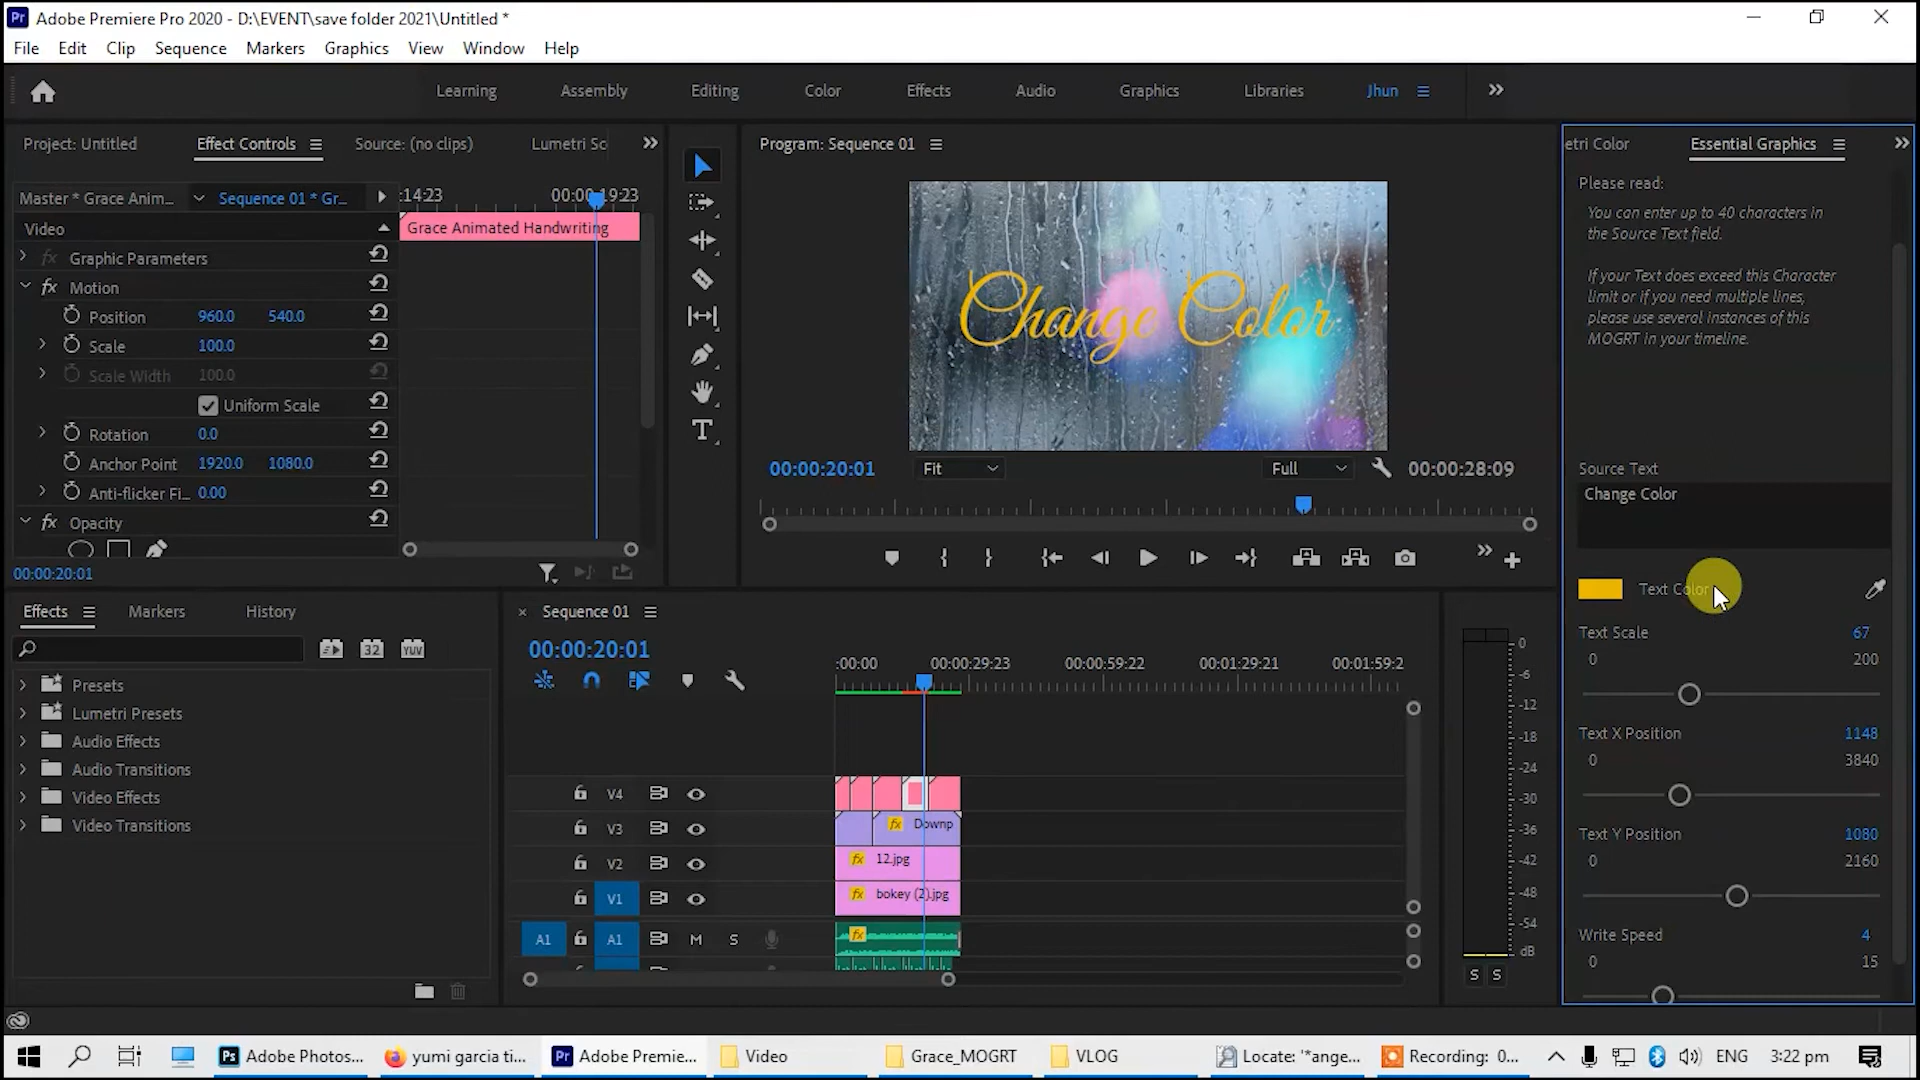 Adobe Premiere Pro 2020 - D:\EVENT\save folder 2021\Untitled *
File Edit Clip Sequence Markers Graphics View Window Help
Learning Assembly Editing Color Effects Audio Graphics Libraries Jhun
Project: Untitled Effect Controls Source: (no clips) Lumetri Sc
Program: Sequence 01
etri Color Essential Graphics
Master * Grace Anim... Sequence 01 * Gr... :14:23 00:00:19:23
Video
Grace Animated Handwriting
fx Graphic Parameters
fx Motion
Position 960.0 540.0
Scale 100.0
Scale Width 100.0
Uniform Scale
Rotation 0.0
Anchor Point 1920.0 1080.0
Anti-flicker Fi... 0.00
fx Opacity
00:00:20:01
Change Color
00:00:20:01 Fit Full 00:00:28:09
Please read:
You can enter up to 40 characters in
the Source Text field.
If your Text does exceed this Character
limit or if you need multiple lines,
please use several instances of this
MOGRT in your timeline.
Source Text
Change Color
Text Color
Text Scale 67
0 200
Text X Position 1148
0 3840
Text Y Position 1080
0 2160
Write Speed 4
0 15
Effects Markers History
32 YUV
Presets
Lumetri Presets
Audio Effects
Audio Transitions
Video Effects
Video Transitions
Sequence 01
00:00:20:01
:00:00 00:00:29:23 00:00:59:22 00:01:29:21 00:01:59:2
V4
V3 fx Downp
V2 fx 12.jpg
V1 fx bokey (2).jpg
A1 A1 M S fx
0
-6
-12
-18
-24
-30
-36
-42
-48
-54
dB
S S
Adobe Photos... yumi garcia ti... Adobe Premie... Video Grace_MOGRT VLOG Locate: '*ange... Recording: 0... ENG 3:22 pm